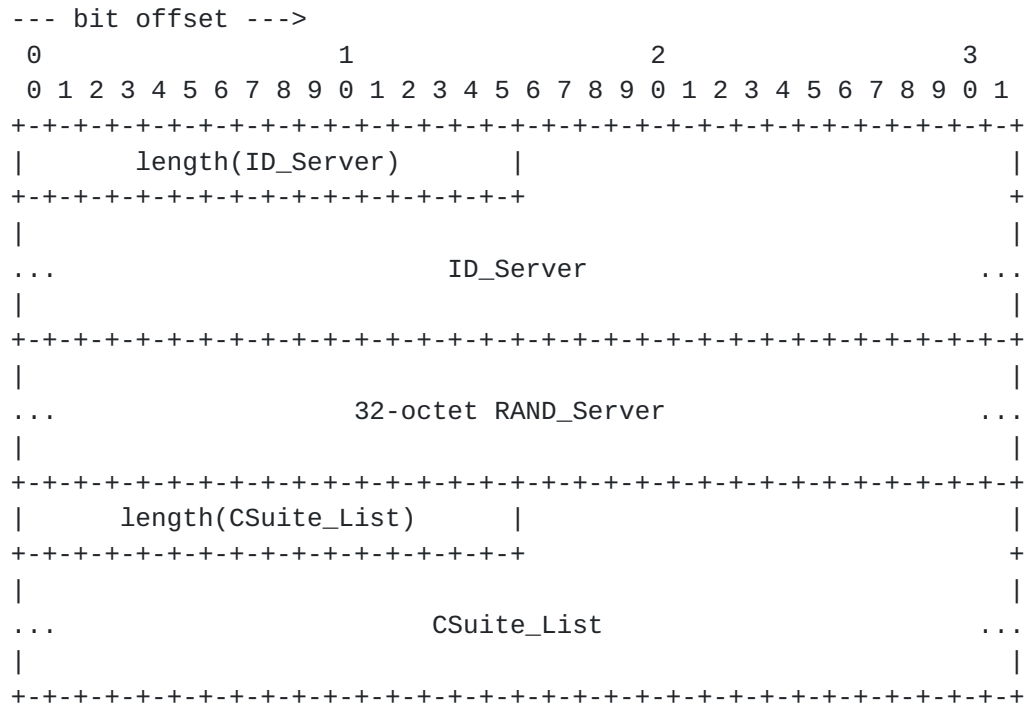 --- bit offset --->
 0                   1                   2                   3
 0 1 2 3 4 5 6 7 8 9 0 1 2 3 4 5 6 7 8 9 0 1 2 3 4 5 6 7 8 9 0 1
+-+-+-+-+-+-+-+-+-+-+-+-+-+-+-+-+-+-+-+-+-+-+-+-+-+-+-+-+-+-+-+-+
|       length(ID_Server)       |                               |
+-+-+-+-+-+-+-+-+-+-+-+-+-+-+-+-+                               +
|                                                               |
...                         ID_Server                         ...
|                                                               |
+-+-+-+-+-+-+-+-+-+-+-+-+-+-+-+-+-+-+-+-+-+-+-+-+-+-+-+-+-+-+-+-+
|                                                               |
...                   32-octet RAND_Server                    ...
|                                                               |
+-+-+-+-+-+-+-+-+-+-+-+-+-+-+-+-+-+-+-+-+-+-+-+-+-+-+-+-+-+-+-+-+
|      length(CSuite_List)      |                               |
+-+-+-+-+-+-+-+-+-+-+-+-+-+-+-+-+                               +
|                                                               |
...                        CSuite_List                        ...
|                                                               |
+-+-+-+-+-+-+-+-+-+-+-+-+-+-+-+-+-+-+-+-+-+-+-+-+-+-+-+-+-+-+-+-+